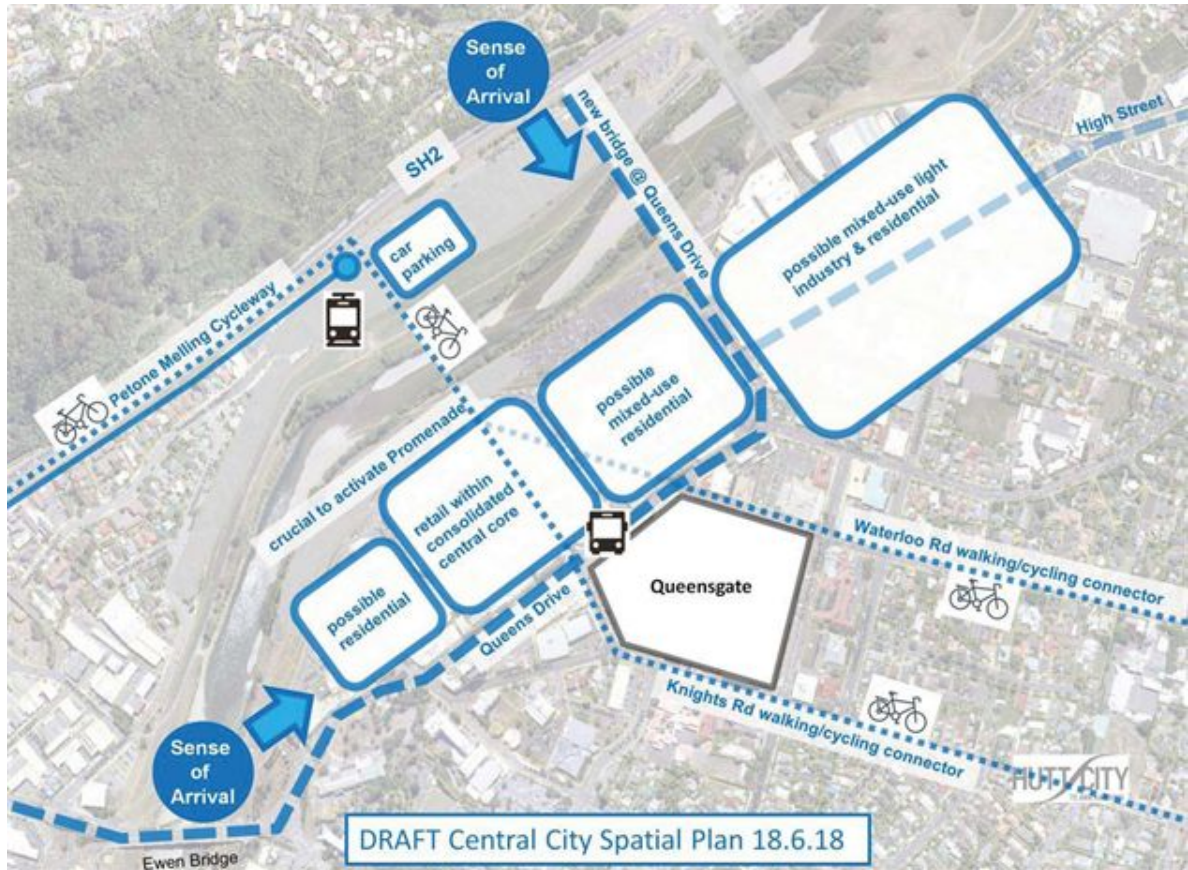 Sense
of
Arrival
SH2
new bridge @ Queens Drive
High Street
possible mixed-use light
industry & residential
car
parking
Petone Melling Cycleway
possible
mixed-use
residential
crucial to activate Promenade
retail within
consolidated
central core
possible
residential
Queens Drive
Queensgate
Waterloo Rd walking/cycling connector
Knights Rd walking/cycling connector
Sense
of
Arrival
HUTT CITY
Ewen Bridge
DRAFT Central City Spatial Plan 18.6.18